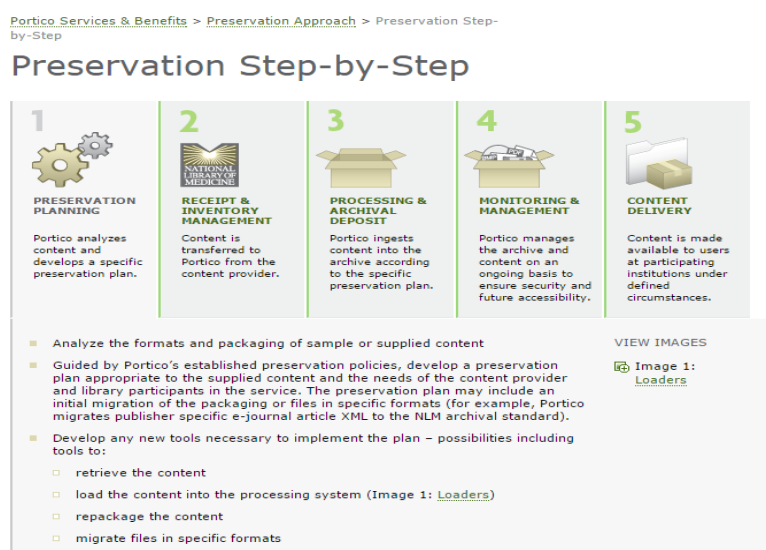 Portico Services & Benefits > Preservation Approach > Preservation Step-
by-Step
Preservation Step-by-Step
1
PRESERVATION
PLANNING
Portico analyzes
content and
develops a specific
preservation plan.
2
NATIONAL
LIBRARY OF
MEDICINE
RECEIPT &
INVENTORY
MANAGEMENT
Content is
transferred to
Portico from the
content provider.
3
PROCESSING &
ARCHIVAL
DEPOSIT
Portico ingests
content into the
archive according
to the specific
preservation plan.
4
MONITORING &
MANAGEMENT
Portico manages
the archive and
content on an
ongoing basis to
ensure security and
future accessibility.
5
CONTENT
DELIVERY
Content is made
available to users
at participating
institutions under
defined
circumstances.
Analyze the formats and packaging of sample or supplied content
Guided by Portico’s established preservation policies, develop a preservation
plan appropriate to the supplied content and the needs of the content provider
and library participants in the service. The preservation plan may include an
initial migration of the packaging or files in specific formats (for example, Portico
migrates publisher specific e-journal article XML to the NLM archival standard).
Develop any new tools necessary to implement the plan – possibilities including
tools to:
retrieve the content
load the content into the processing system (Image 1: Loaders)
repackage the content
migrate files in specific formats
VIEW IMAGES
Image 1:
Loaders